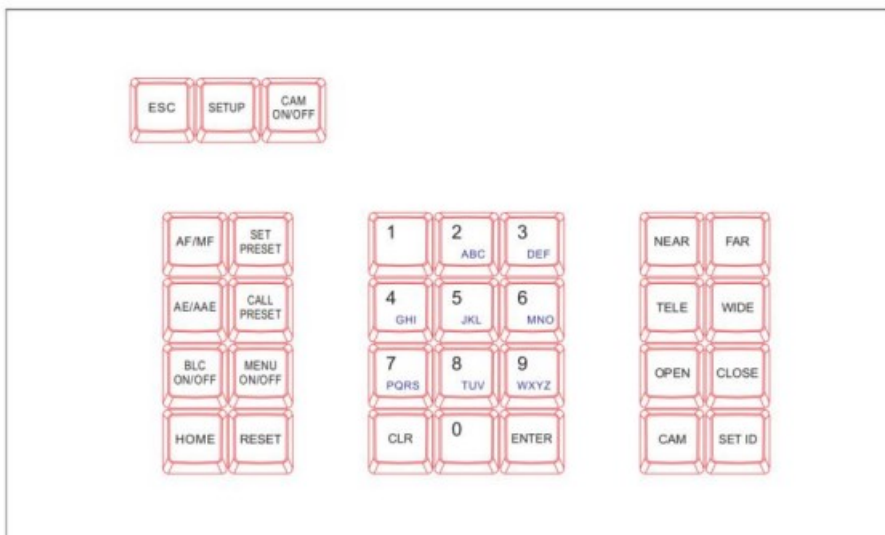 ESC SETUP CAM
ON/OFF
AF/MF SET
PRESET
1 2 ABC 3 DEF
NEAR FAR
AE/AAE CALL
PRESET
4 GHI 5 JKL 6 MNO
TELE WIDE
BLC
ON/OFF MENU
ON/OFF
7 PQRS 8 TUV 9 WXYZ
OPEN CLOSE
HOME RESET
CLR 0 ENTER
CAM SET ID